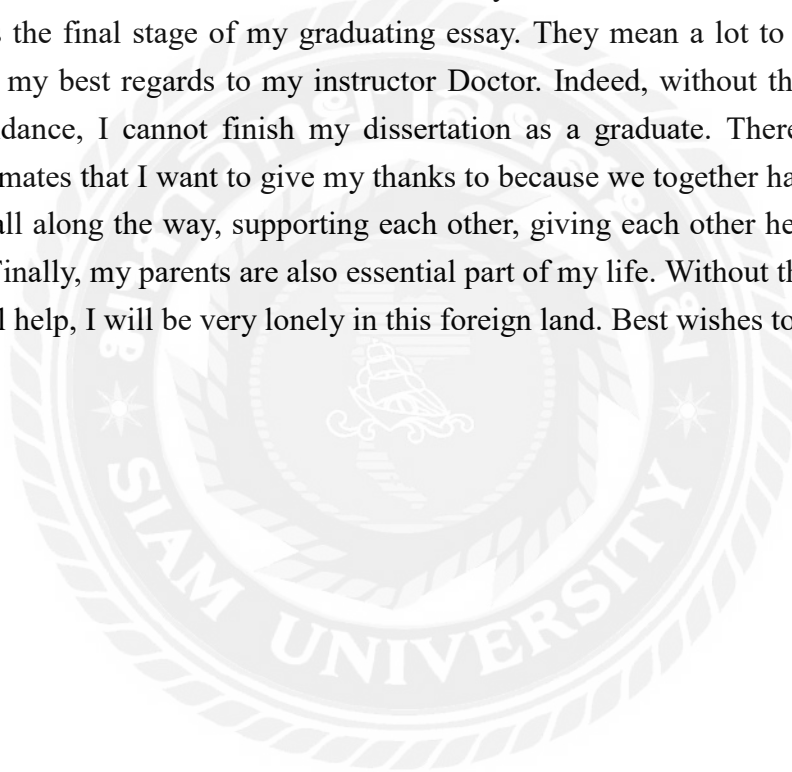 s the final stage of my graduating essay. They mean a lot to
my best regards to my instructor Doctor. Indeed, without th
idance, I cannot finish my dissertation as a graduate. There
mates that I want to give my thanks to because we together ha
all along the way, supporting each other, giving each other he
Finally, my parents are also essential part of my life. Without th
l help, I will be very lonely in this foreign land. Best wishes to
SIAM UNIVERSITY